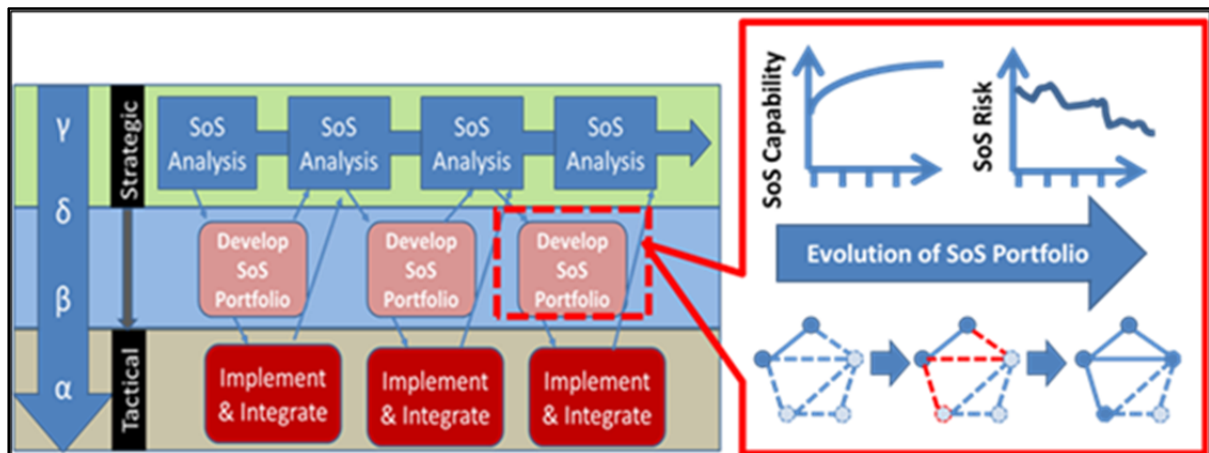 γ
δ
β
α
Strategic
Tactical
SoS
Analysis
SoS
Analysis
SoS
Analysis
SoS
Analysis
Develop
SoS
Portfolio
Develop
SoS
Portfolio
Develop
SoS
Portfolio
Implement
& Integrate
Implement
& Integrate
Implement
& Integrate
SoS Capability
SoS Risk
Evolution of SoS Portfolio